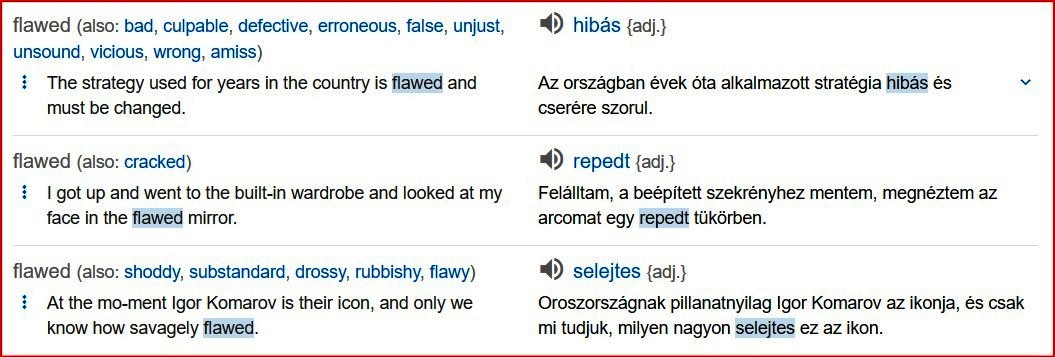 flawed (also: bad, culpable, defective, erroneous, false, unjust,
unsound, vicious, wrong, amiss)
hibás {adj.}
The strategy used for years in the country is flawed and
must be changed.
Az országban évek óta alkalmazott stratégia hibás és
cserére szorul.
flawed (also: cracked)
repedt {adj.}
I got up and went to the built-in wardrobe and looked at my
face in the flawed mirror.
Felálltam, a beépített szekrényhez mentem, megnéztem az
arcomat egy repedt tükörben.
flawed (also: shoddy, substandard, drossy, rubbishy, flawy)
selejtes {adj.}
At the mo-ment Igor Komarov is their icon, and only we
know how savagely flawed.
Oroszországnak pillanatnyilag Igor Komarov az ikonja, és csak
mi tudjuk, milyen nagyon selejtes ez az ikon.